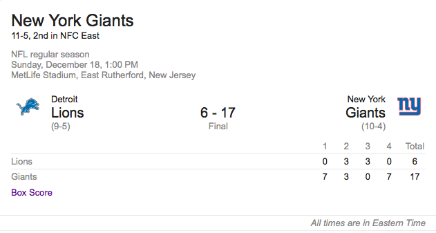 New York Giants
11-5, 2nd in NFC East
NFL regular season
Sunday, December 18, 1:00 PM
MetLife Stadium, East Rutherford, New Jersey
Detroit
Lions
(9-5)
6 - 17
Final
New York
Giants
(10-4)
ny
1 2 3 4 Total
Lions 0 3 3 0 6
Giants 7 3 0 7 17
Box Score
All times are in Eastern Time